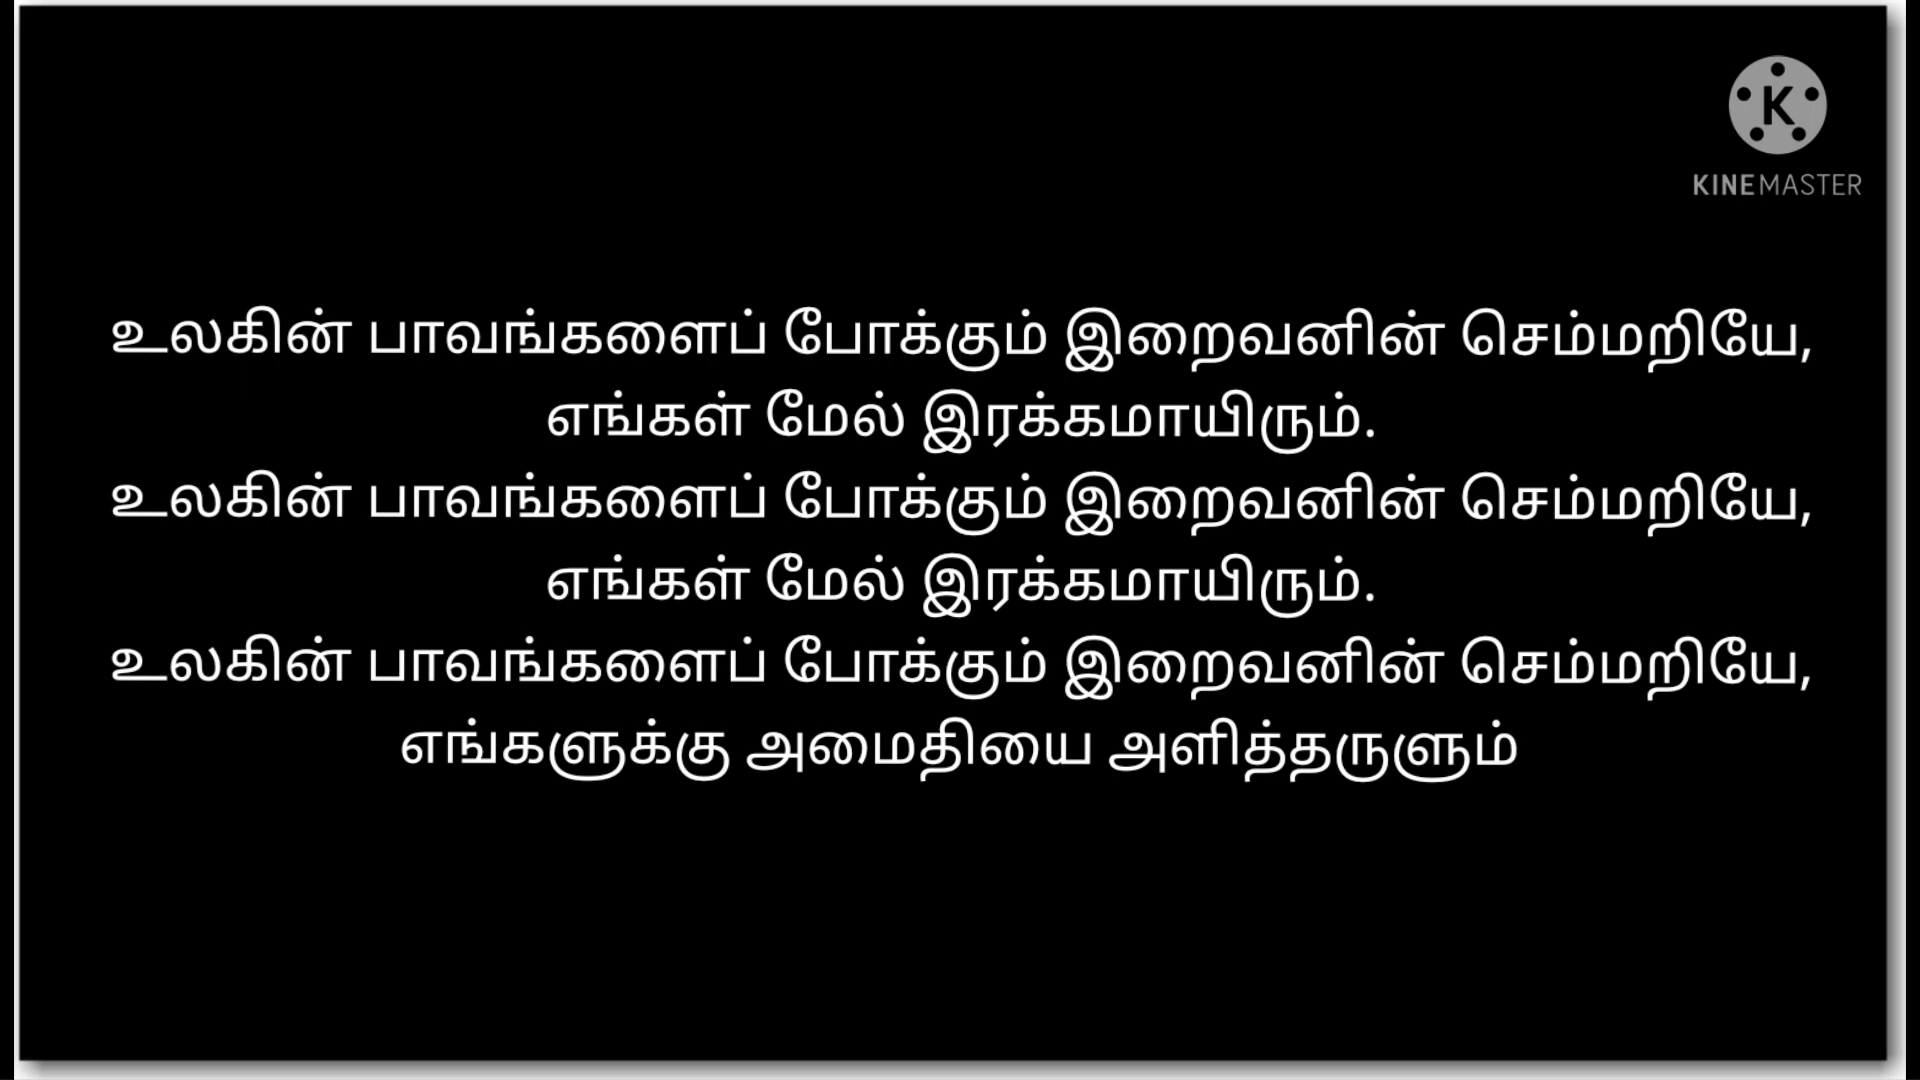 K
KINEMASTER
உலகின் பாவங்களைப் போக்கும் இறைவனின் செம்மறியே,
எங்கள் மேல் இரக்கமாயிரும்.
உலகின் பாவங்களைப் போக்கும் இறைவனின் செம்மறியே,
எங்கள் மேல் இரக்கமாயிரும்.
உலகின் பாவங்களைப் போக்கும் இறைவனின் செம்மறியே,
எங்களுக்கு அமைதியை அளித்தருளும்